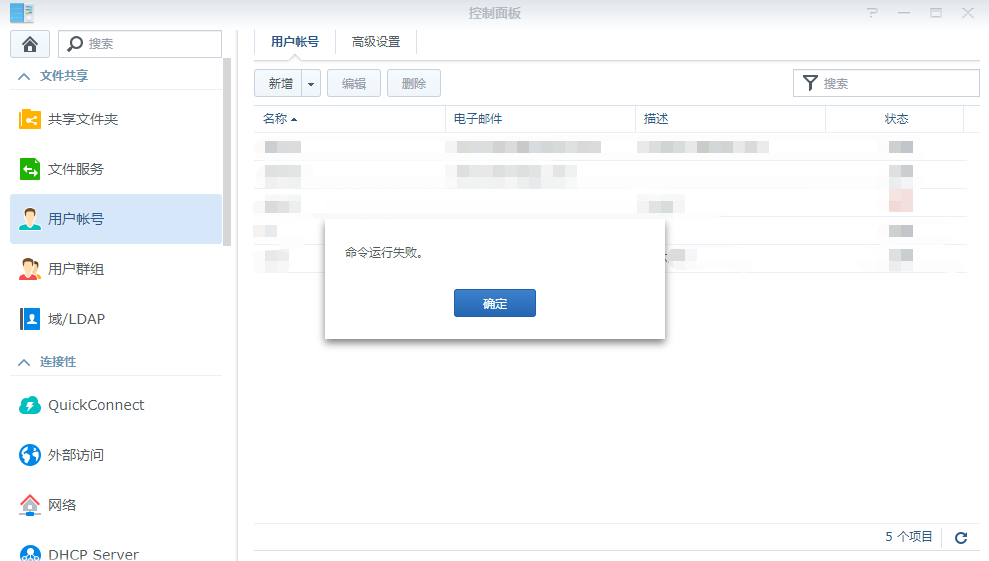 控制面板
搜索
用户帐号 高级设置
文件共享
新增 编辑 删除
搜索
名称 电子邮件 描述 状态
共享文件夹
文件服务
用户帐号
用户群组
域/LDAP
连接性
QuickConnect
外部访问
网络
DHCP Server
命令运行失败。
确定
5 个项目